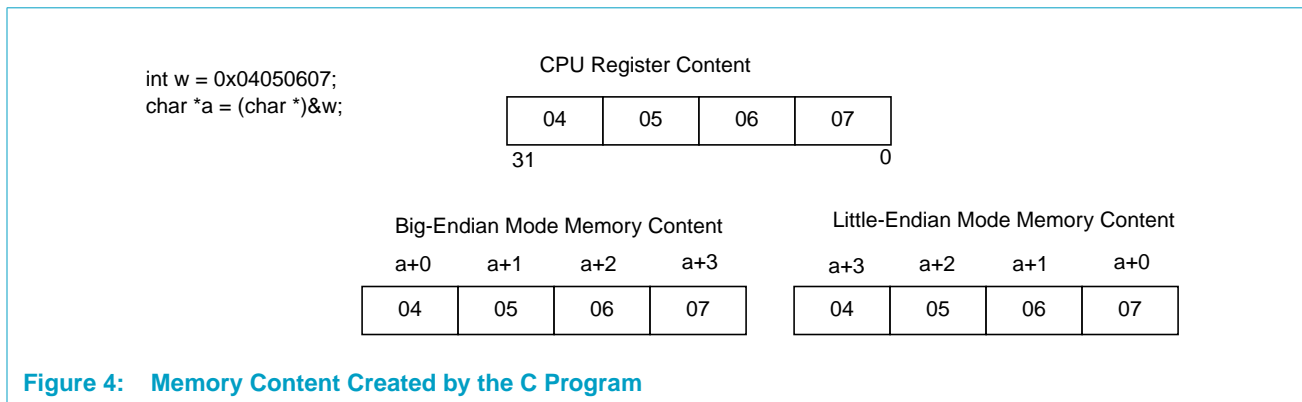 int w = 0x04050607;
char *a = (char *)&w;
CPU Register Content
04 05 06 07
31 0
Big-Endian Mode Memory Content
a+0 a+1 a+2 a+3
04 05 06 07
Little-Endian Mode Memory Content
a+3 a+2 a+1 a+0
04 05 06 07
Figure 4: Memory Content Created by the C Program